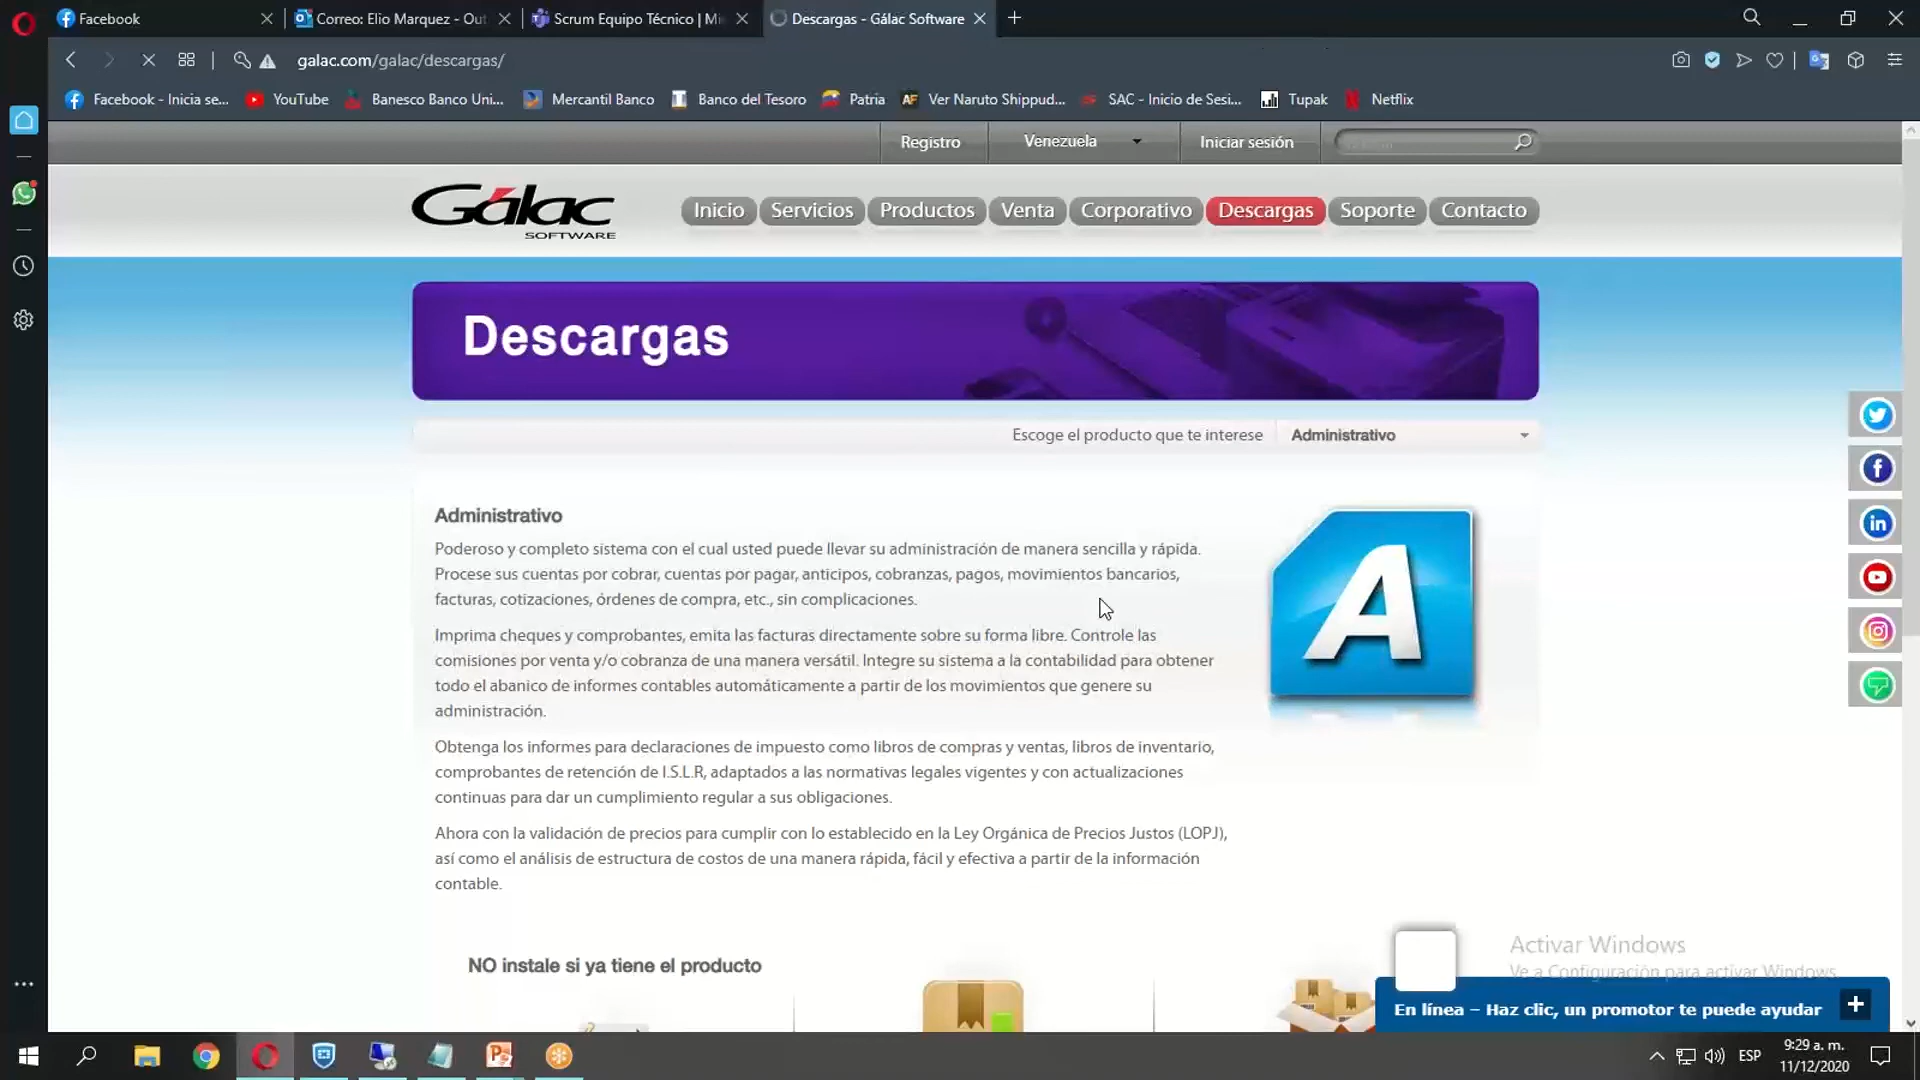 Facebook
Correo: Elio Marquez - Out
Scrum Equipo Técnico | Mi
Descargas - Gálac Software
galac.com/galac/descargas/
Facebook - Inicia se...
YouTube
Banesco Banco Uni...
Mercantil Banco
Banco del Tesoro
Patria
AF
Ver Naruto Shippud...
SAC - Inicio de Sesi...
Tupak
Netflix
Registro
Venezuela
Iniciar sesión
Gálac
SOFTWARE
Inicio
Servicios
Productos
Venta
Corporativo
Descargas
Soporte
Contacto
Descargas
Escoge el producto que te interese
Administrativo
Administrativo
Poderoso y completo sistema con el cual usted puede llevar su administración de manera sencilla y rápida.
Procese sus cuentas por cobrar, cuentas por pagar, anticipos, cobranzas, pagos, movimientos bancarios,
facturas, cotizaciones, órdenes de compra, etc., sin complicaciones.
A
Imprima cheques y comprobantes, emita las facturas directamente sobre su forma libre. Controle las
comisiones por venta y/o cobranza de una manera versátil. Integre su sistema a la contabilidad para obtener
todo el abanico de informes contables automáticamente a partir de los movimientos que genere su
administración.
Obtenga los informes para declaraciones de impuesto como libros de compras y ventas, libros de inventario,
comprobantes de retención de I.S.L.R, adaptados a las normativas legales vigentes y con actualizaciones
continuas para dar un cumplimiento regular a sus obligaciones.
Ahora con la validación de precios para cumplir con lo establecido en la Ley Orgánica de Precios Justos (LOPJ),
así como el análisis de estructura de costos de una manera rápida, fácil y efectiva a partir de la información
contable.
NO instale si ya tiene el producto
Activar Windows
Ve a Configuración para activar Windows.
En línea – Haz clic, un promotor te puede ayudar
ESP
9:29 a. m.
11/12/2020